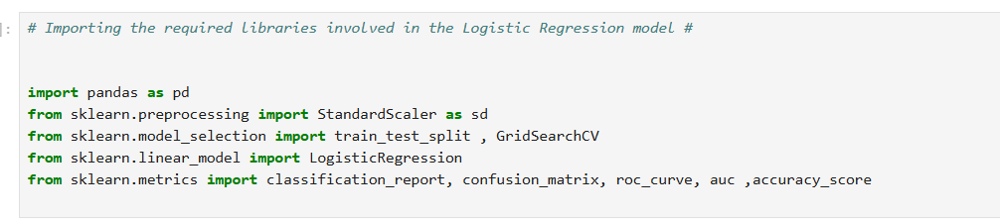 ]:
# Importing the required libraries involved in the Logistic Regression model #
import pandas as pd
from sklearn.preprocessing import StandardScaler as sd
from sklearn.model_selection import train_test_split , GridSearchCV
from sklearn.linear_model import LogisticRegression
from sklearn.metrics import classification_report, confusion_matrix, roc_curve, auc ,accuracy_score